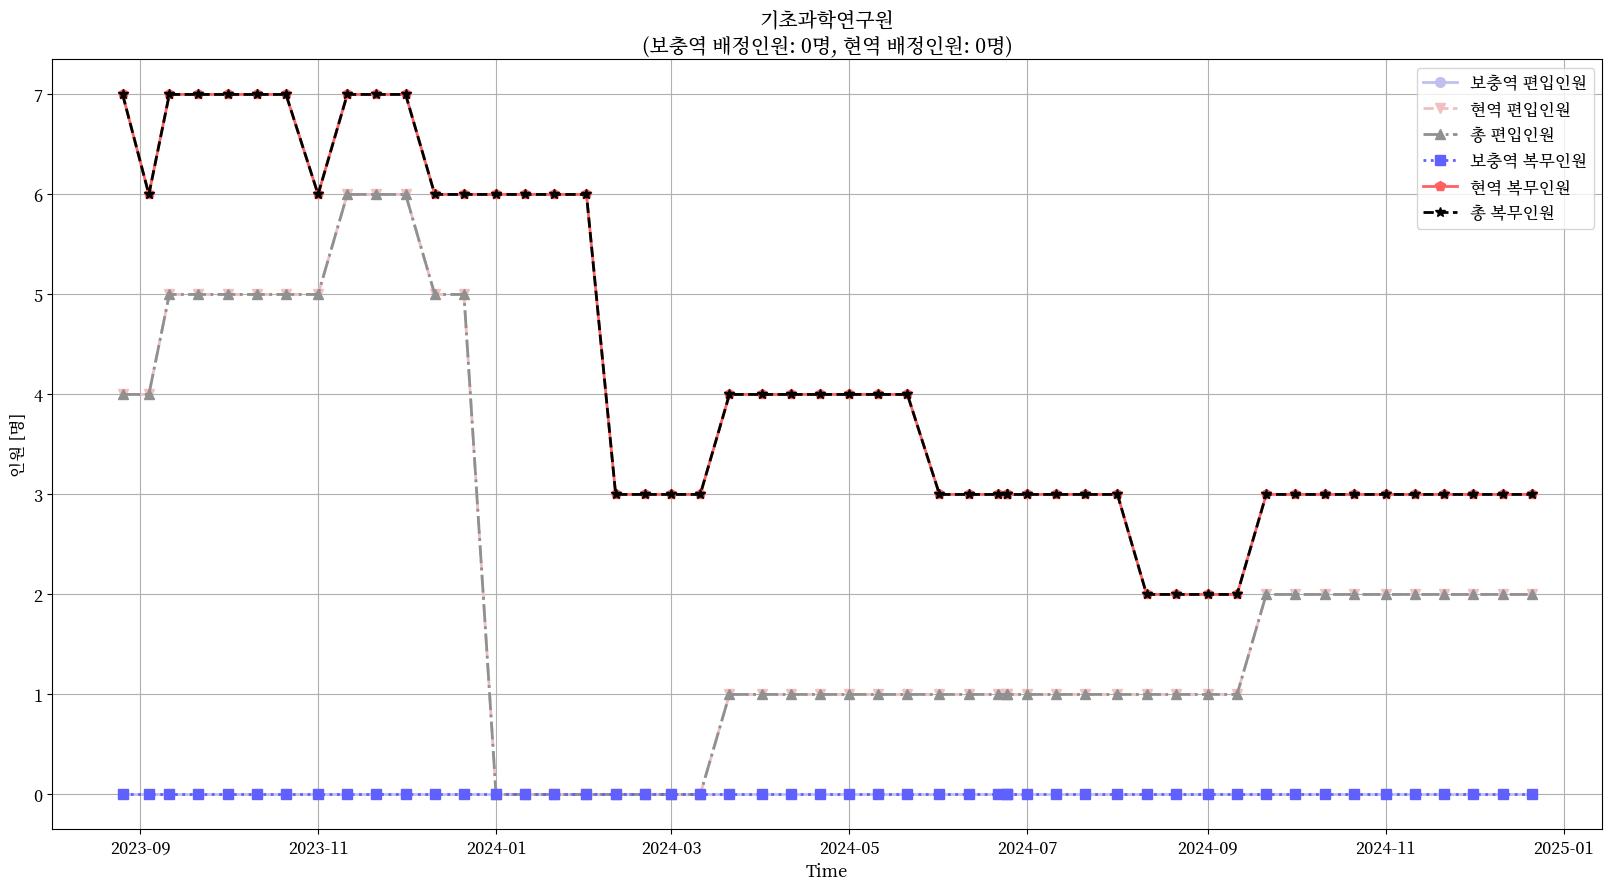 기초과학연구원
(보충역 배정인원: 0명, 현역 배정인원: 0명)
보충역 편입인원
현역 편입인원
총 편입인원
보충역 복무인원
현역 복무인원
총 복무인원
인원 [명]
7
6
5
4
3
2
1
0
2023-09
2023-11
2024-01
2024-03
2024-05
2024-07
2024-09
2024-11
2025-01
Time